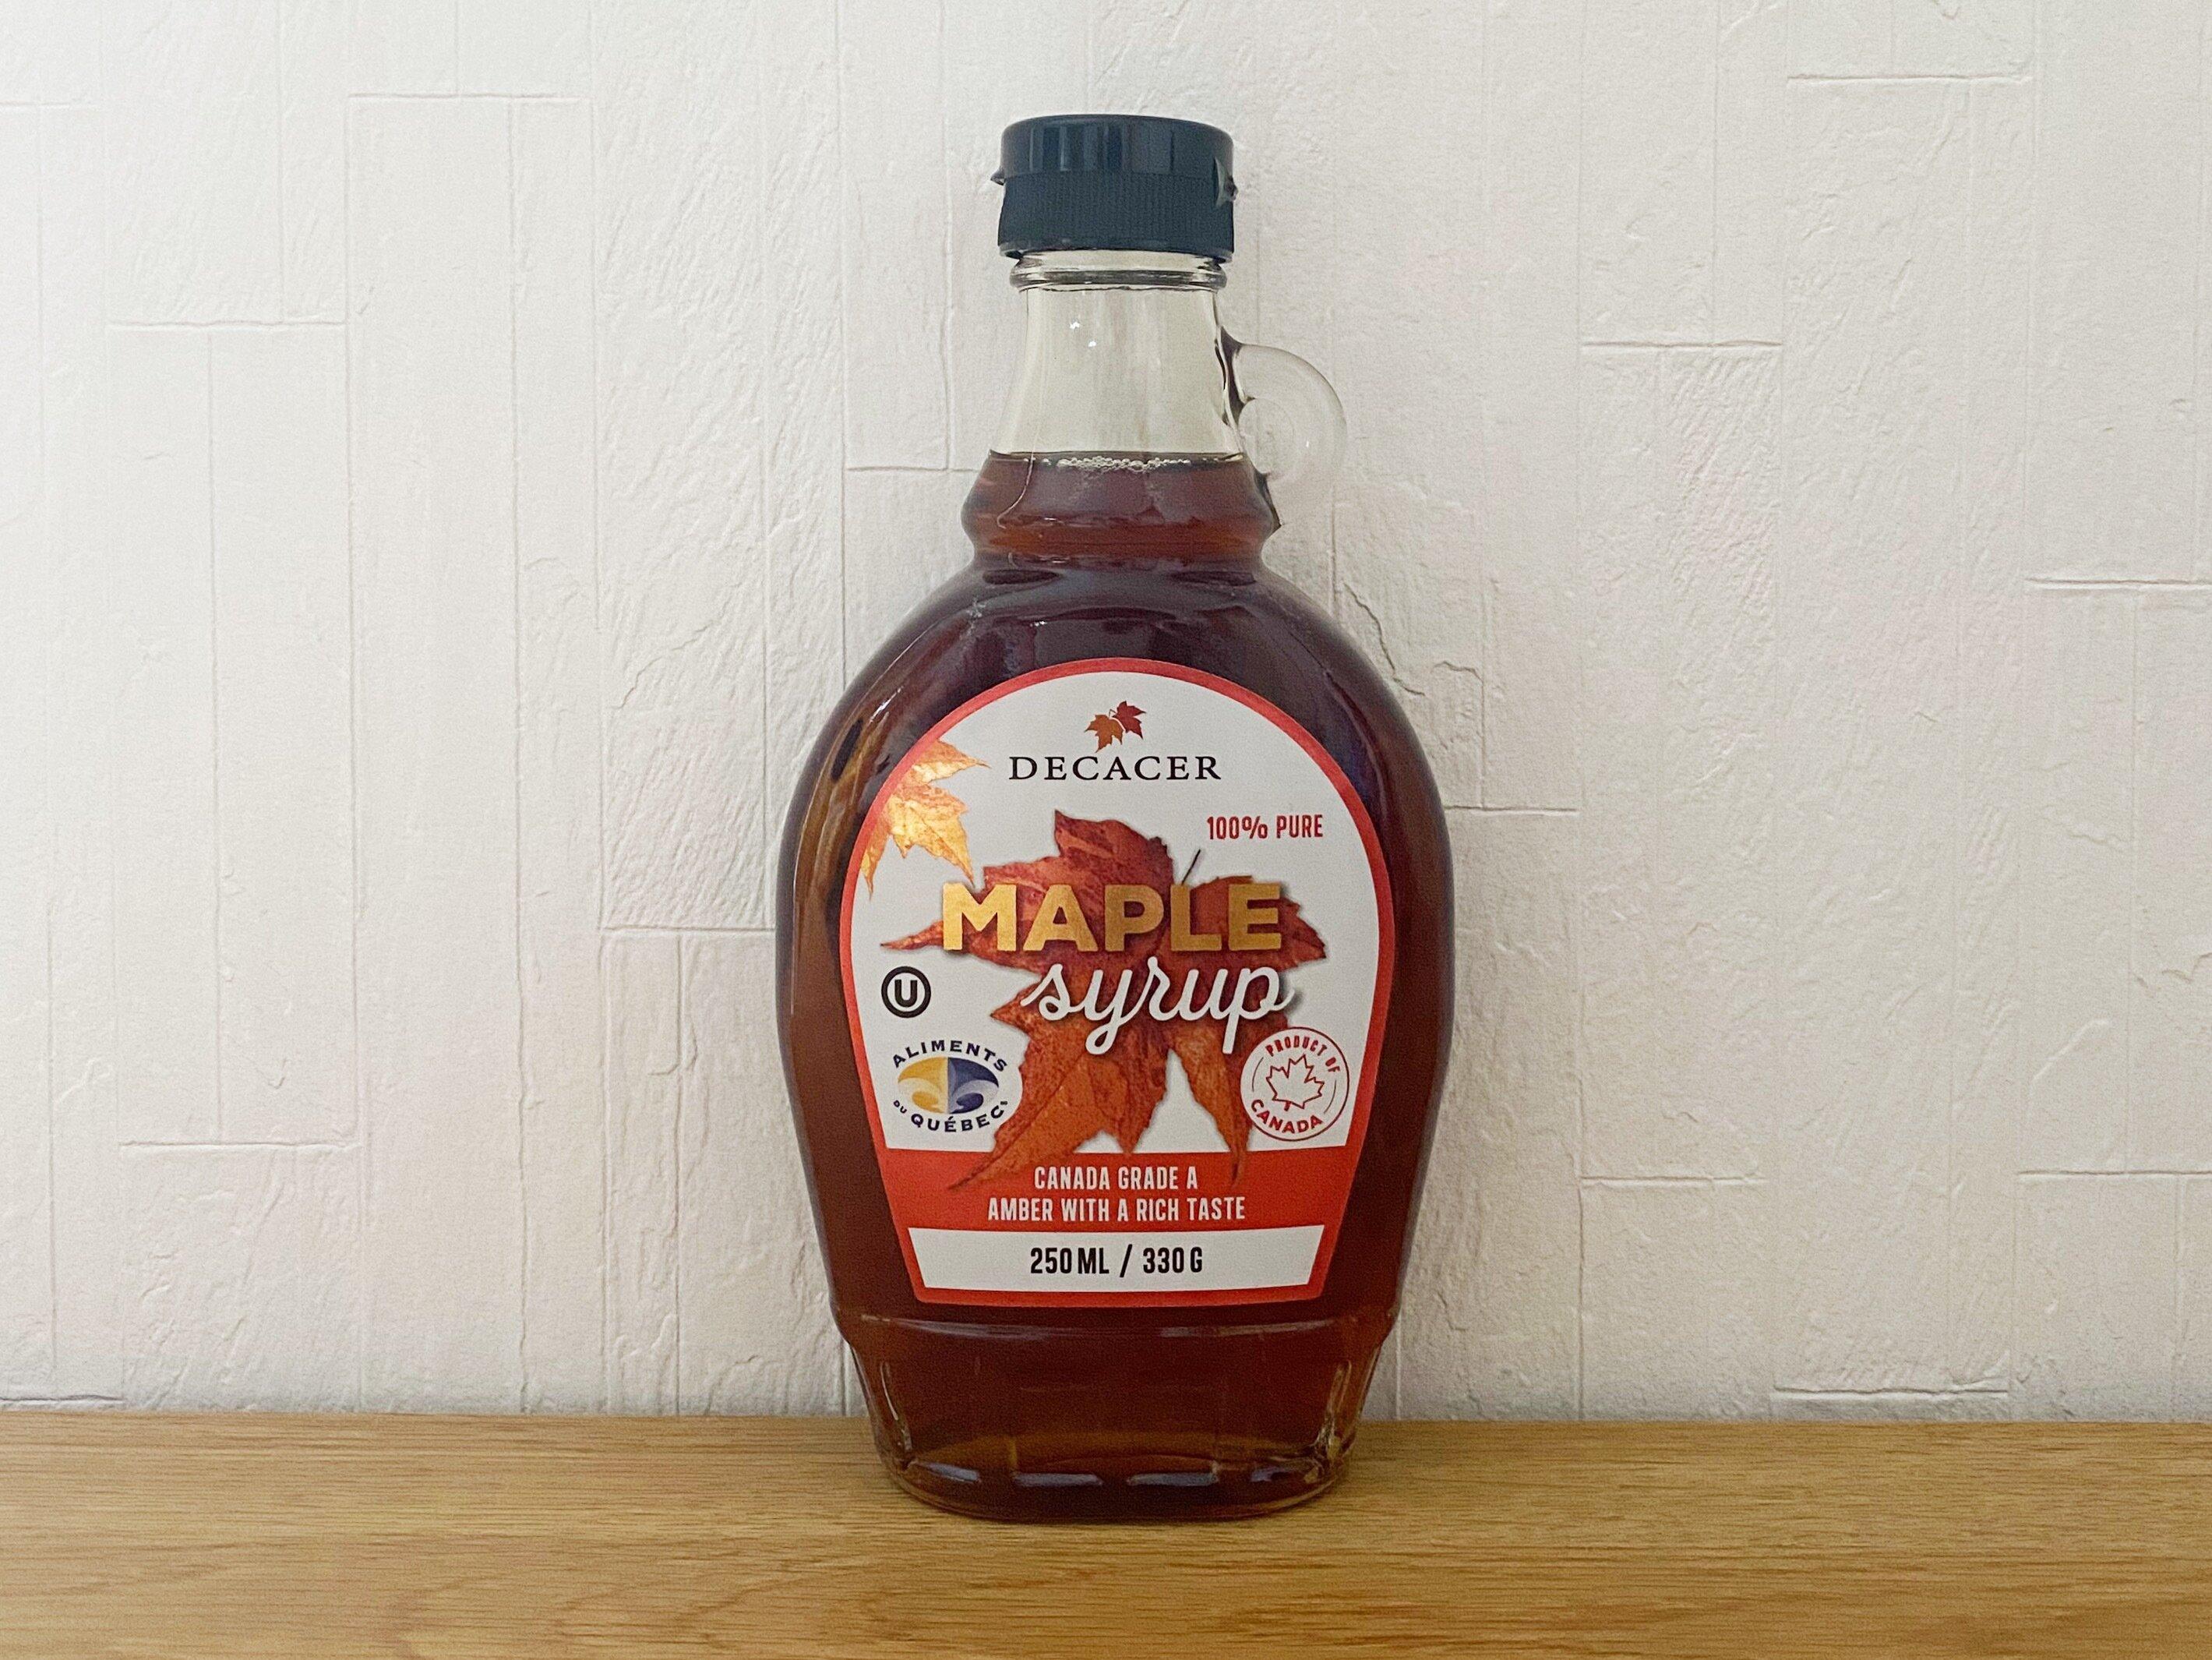 DECACER
100% PURE
MAPLE
syrup
U
ALIMENTS
DU QUÉBEC
PRODUCT OF
CANADA
CANADA GRADE A
AMBER WITH A RICH TASTE
250 ML / 330 G